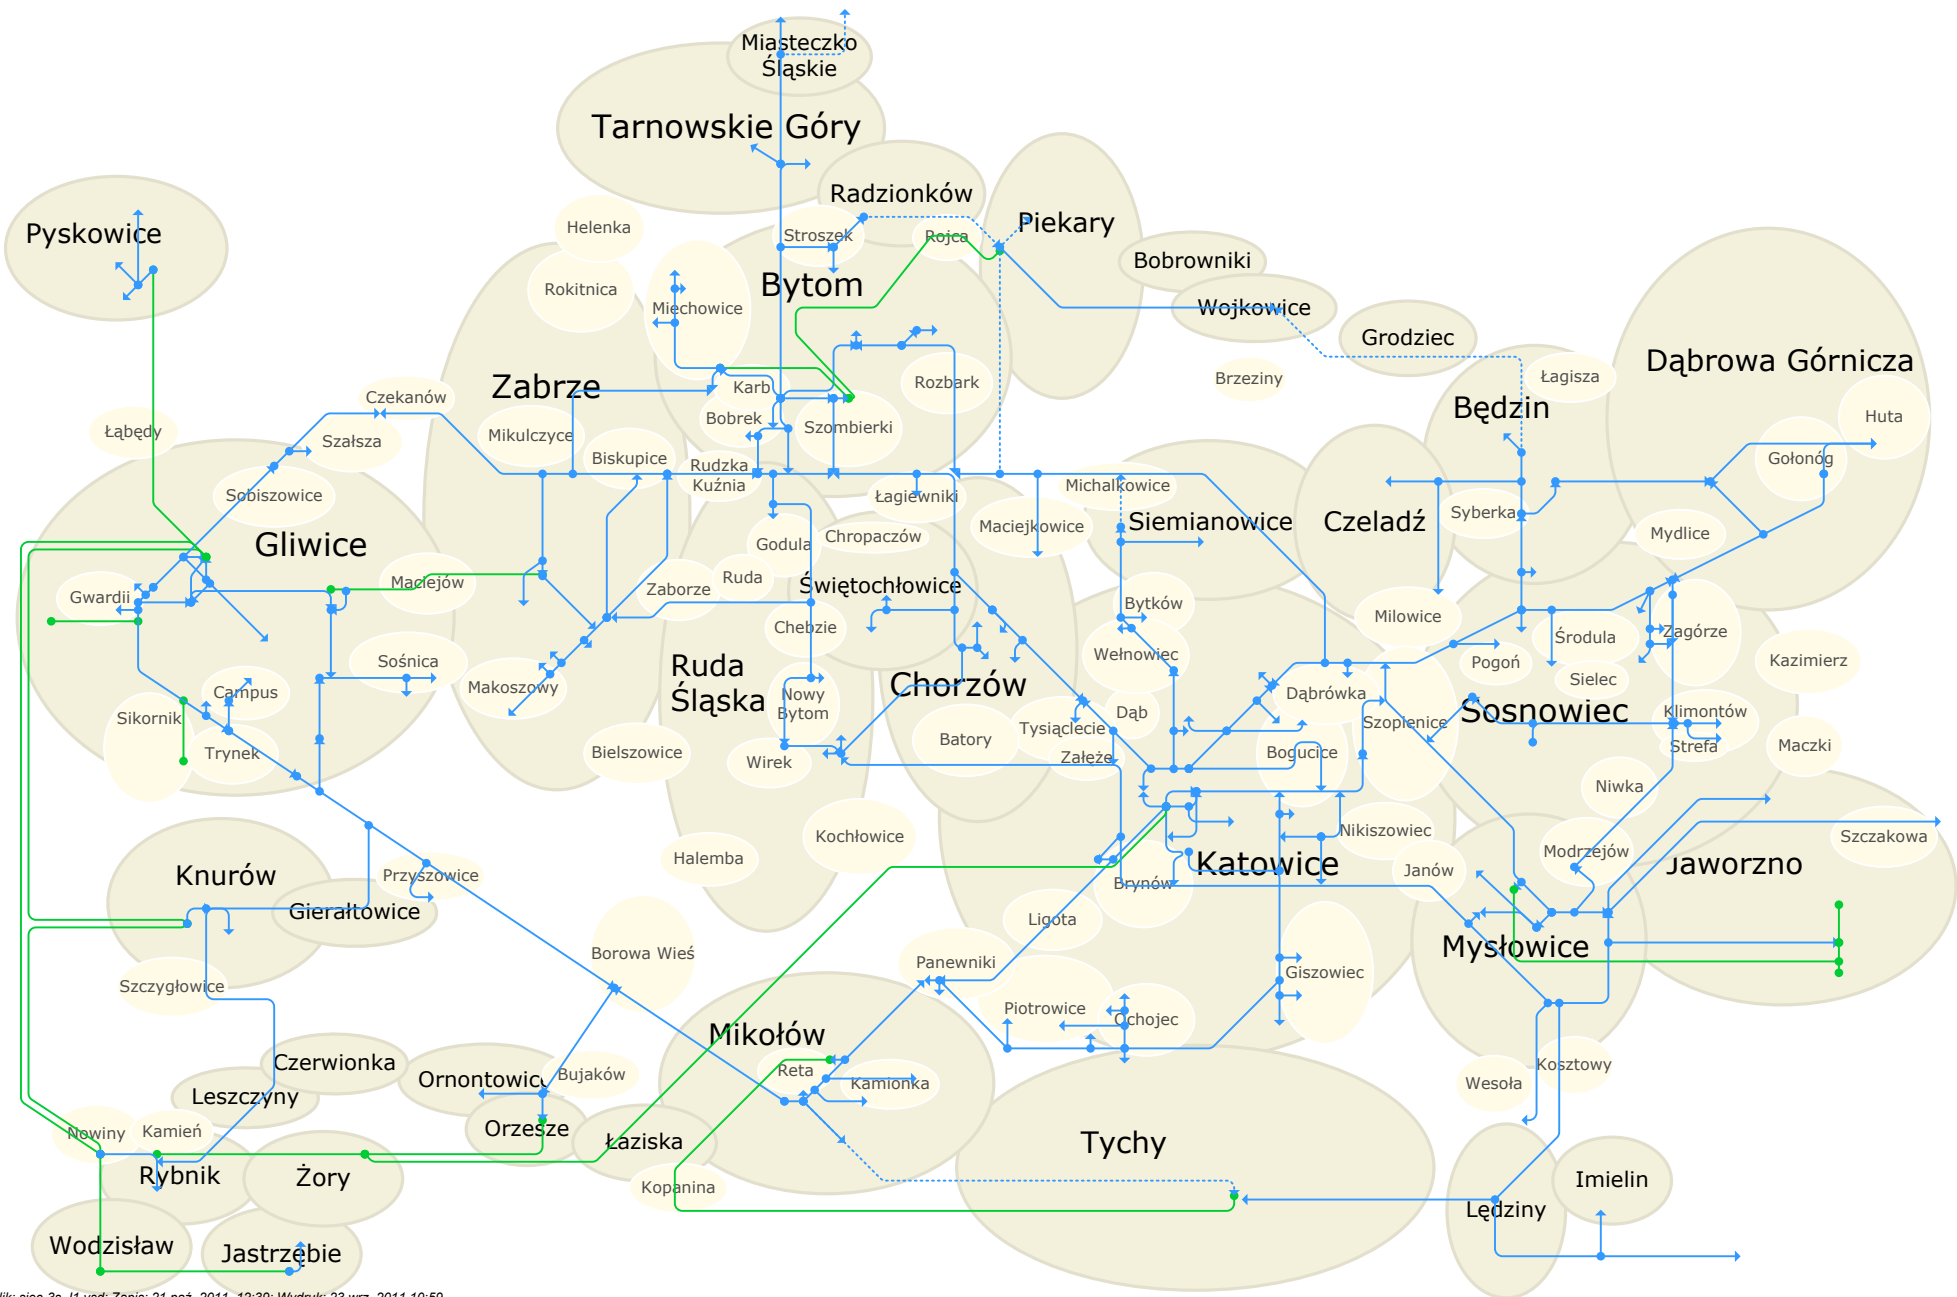 Miasteczko
Śląskie
Tarnowskie Góry
Radzionków
Piekary
Pyskowice
Helenka
Stroszek
Rojca
Bobrowniki
Rokitnica
Miechowice
Bytom
Wojkowice
Grodziec
Dąbrowa Górnicza
Zabrze
Karb
Rozbark
Brzeziny
Łagisza
Czekanów
Będzin
Huta
Łąbędy
Szałsza
Mikulczyce
Bobrek
Szombierki
Biskupice
Rudzka
Kuźnia
Gołonóg
Sobiszowice
Łagiewniki
Michalkowice
Gliwice
Godula
Chropaczów
Maciejkowice
Siemianowice
Czeladź
Syberka
Mydlice
Gwardii
Maciejów
Zaborze
Ruda
Świętochłowice
Bytków
Milowice
Chebzie
Środula
Zagórze
Sośnica
Makoszowy
Ruda
Śląska
Nowy
Bytom
Chorzów
Wełnowiec
Dąbrówka
Pogoń
Sielec
Kazimierz
Campus
Sikornik
Trynek
Bielszowice
Wirek
Batory
Tysiąclecie
Dąb
Załęże
Bogucice
Szopienice
Sosnowiec
Klimontów
Strefa
Maczki
Niwka
Knurów
Przyszowice
Gierałtowice
Halemba
Kochłowice
Brynów
Katowice
Nikiszowiec
Janów
Modrzejów
Jaworzno
Szczakowa
Ligota
Szczygłowice
Borowa Wieś
Panewniki
Piotrowice
Ochojec
Giszowiec
Mysłowice
Mikołów
Czerwionka
Leszczyny
Ornontowice
Bujaków
Reta
Kamionka
Wesoła
Kosztowy
Nowiny
Kamień
Orzesze
Łaziska
Tychy
Rybnik
Żory
Kopanina
Lędziny
Imielin
Wodzisław
Jastrzębie